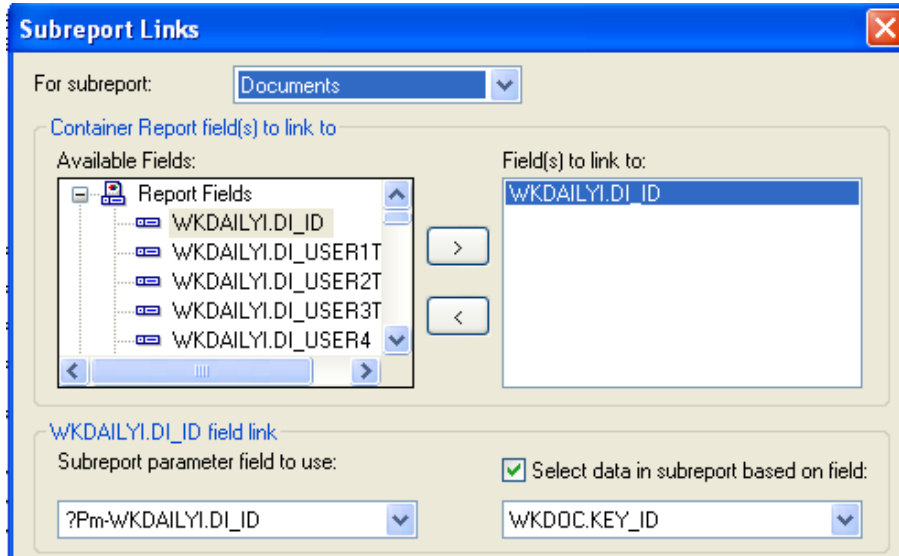 Subreport Links
For subreport:
Documents
Container Report field(s) to link to
Available Fields:
Field(s) to link to:
Report Fields
WKDAILYI.DI_ID
WKDAILYI.DI_ID
WKDAILYI.DI_USER1T
>
WKDAILYI.DI_USER2T
WKDAILYI.DI_USER3T
<
WKDAILYI.DI_USER4
WKDAILYI.DI_ID field link
Subreport parameter field to use:
Select data in subreport based on field:
?Pm-WKDAILYI.DI_ID
WKDOC.KEY_ID